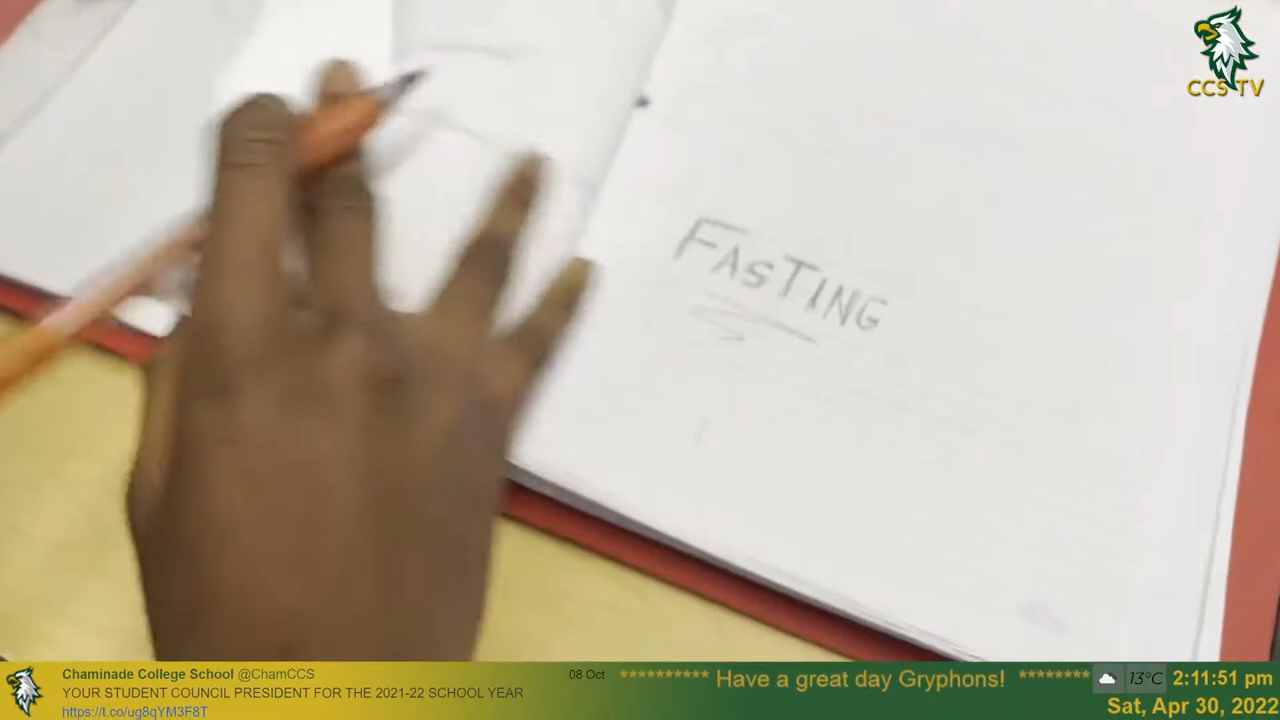 CCS TV
FASTING
Chaminade College School @ChamCCS
08 Oct
YOUR STUDENT COUNCIL PRESIDENT FOR THE 2021-22 SCHOOL YEAR
https://t.co/ug8qYM3F8T
********** Have a great day Gryphons! ********
13°C
2:11:51 pm
Sat, Apr 30, 2022